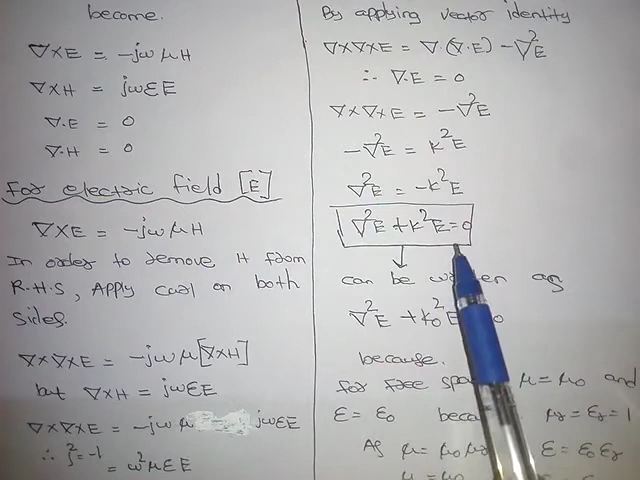 become.
∇×E = -jωμH
∇×H = jωεE
∇·E = 0
∇·H = 0
For electric field [E]
∇×E = -jωμH
In order to remove H from
R.H.S, Apply curl on both
sides.
∇×∇×E = -jωμ[∇×H]
but ∇×H = jωεE
∇×∇×E = -jωμ jωεE
∴ j² = -1 = ω²μεE
By applying vector identity
∇×∇×E = ∇·(∇·E) - ∇²E
∴ ∇·E = 0
∇×∇×E = -∇²E
-∇²E = K²E
∇²E = -K²E
∇²E + K²E = 0
can be as
∇²E + K₀²E
because.
For free μ = μ₀ and
ε = ε₀ μr = εr = 1
As μ = μ₀μr ε = ε₀εr